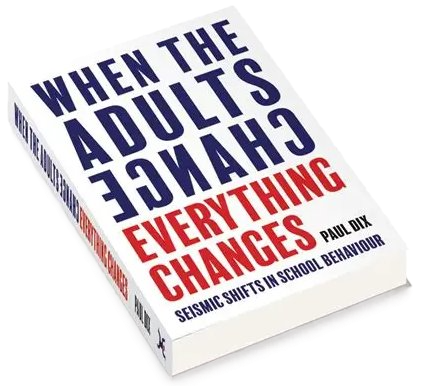 WHEN THE
ADULTS
CHANGE
EVERYTHING
CHANGES
PAUL DIX
SEISMIC SHIFTS IN SCHOOL BEHAVIOUR
WHEN THE ADULTS CHANGE EVERYTHING CHANGES PAUL DIX